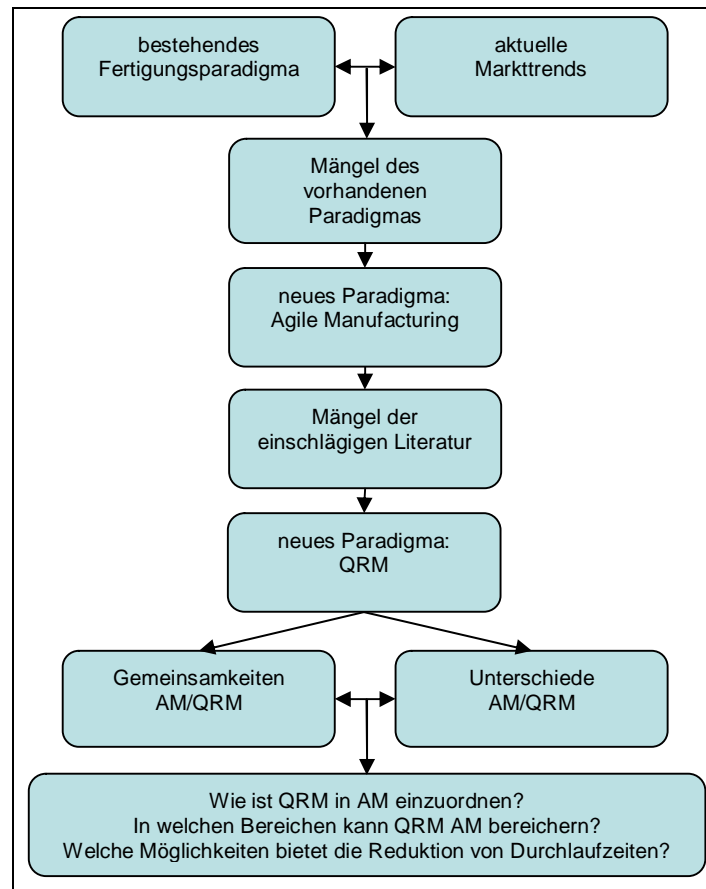 bestehendes
Fertigungsparadigma
aktuelle
Markttrends
Mängel des
vorhandenen
Paradigmas
neues Paradigma:
Agile Manufacturing
Mängel der
einschlägigen Literatur
neues Paradigma:
QRM
Gemeinsamkeiten
AM/QRM
Unterschiede
AM/QRM
Wie ist QRM in AM einzuordnen?
In welchen Bereichen kann QRM AM bereichern?
Welche Möglichkeiten bietet die Reduktion von Durchlaufzeiten?